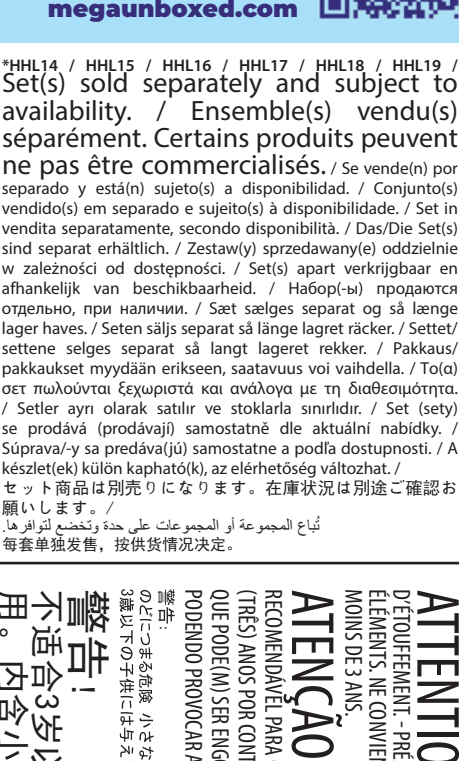 megaunboxed.com
*HHL14 / HHL15 / HHL16 / HHL17 / HHL18 / HHL19 /
Set(s) sold separately and subject to
availability. / Ensemble(s) vendu(s)
séparément. Certains produits peuvent
ne pas être commercialisés. / Se vende(n) por
separado y está(n) sujeto(s) a disponibilidad. / Conjunto(s)
vendido(s) em separado e sujeito(s) à disponibilidade. / Set in
vendita separatamente, secondo disponibilità. / Das/Die Set(s)
sind separat erhältlich. / Zestaw(y) sprzedawany(e) oddzielnie
w zależności od dostępności. / Set(s) apart verkrijgbaar en
afhankelijk van beschikbaarheid. / Набор(-ы) продаются
отдельно, при наличии. / Sæt sælges separat og så længe
lager haves. / Seten säljs separat så länge lagret räcker. / Settet/
settene selges separat så langt lageret rekker. / Pakkaus/
pakkaukset myydään erikseen, saatavuus voi vaihdella. / Το(α)
σετ πωλούνται ξεχωριστά και ανάλογα με τη διαθεσιμότητα.
/ Setler ayrı olarak satılır ve stoklarla sınırlıdır. / Set (sety)
se prodává (prodávají) samostatně dle aktuální nabídky. /
Súprava/-y sa predáva(jú) samostatne a podľa dostupnosti. / A
készlet(ek) külön kapható(k), az elérhetőség változhat. /
セット商品は別売りになります。在庫状況は別途ご確認お
願いします。/
تُباع المجموعة أو المجموعات على حدة وتخضع لتوافرها.
每套单独发售，按供货情况决定。
ATTENTIO
D'ÉTOUFFEMENT. - PRÉ
ÉLÉMENTS. NE CONVIEN
MOINS DE 3 ANS.
ATENÇÃO
RECOMENDÁVEL PARA
(TRÊS) ANOS POR CONT
QUE PODE(M) SER ENG
PODENDO PROVOCAR A
警告:
のどにつまる危険 小さな
3歳以下の子供には与え
警告!
不适合3岁以
用。内含小